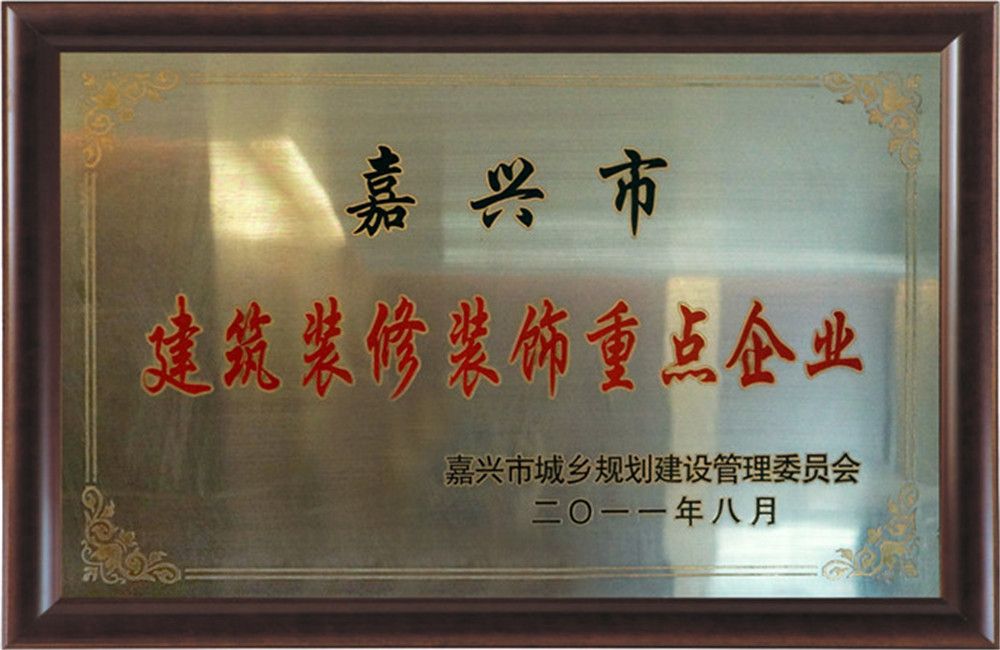 嘉兴市
建筑装修装饰重点企业
嘉兴市城乡规划建设管理委员会
二〇一一年八月